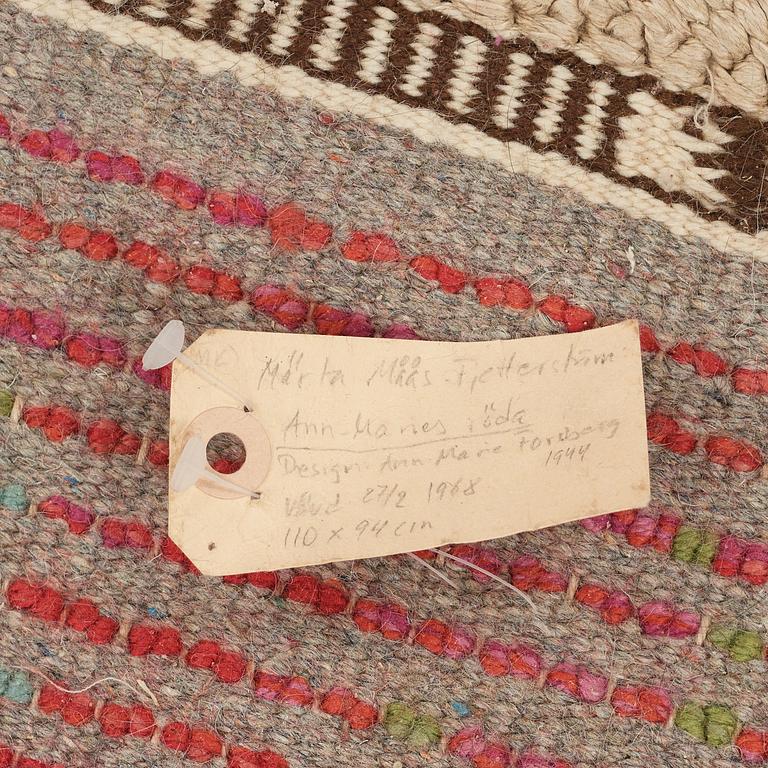 Märta Måås-Fjetterström
Ann-Maries röda
Design: Ann-Marie Forsberg
1944
Vävd 27/2 1968
110 x 94 cm